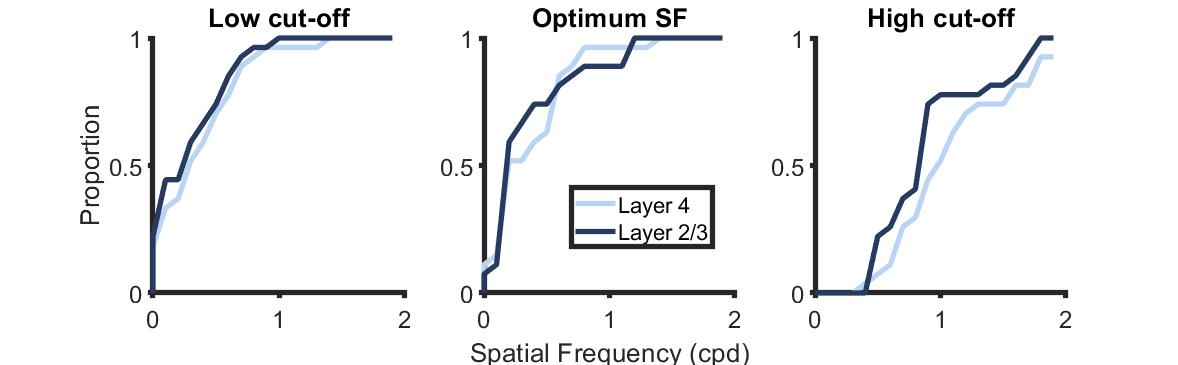 Low cut-off
Optimum SF
High cut-off
Proportion
1
0.5
0
0
1
2
1
0.5
0
0
1
2
Layer 4
Layer 2/3
1
0.5
0
0
1
2
Spatial Frequency (cpd)